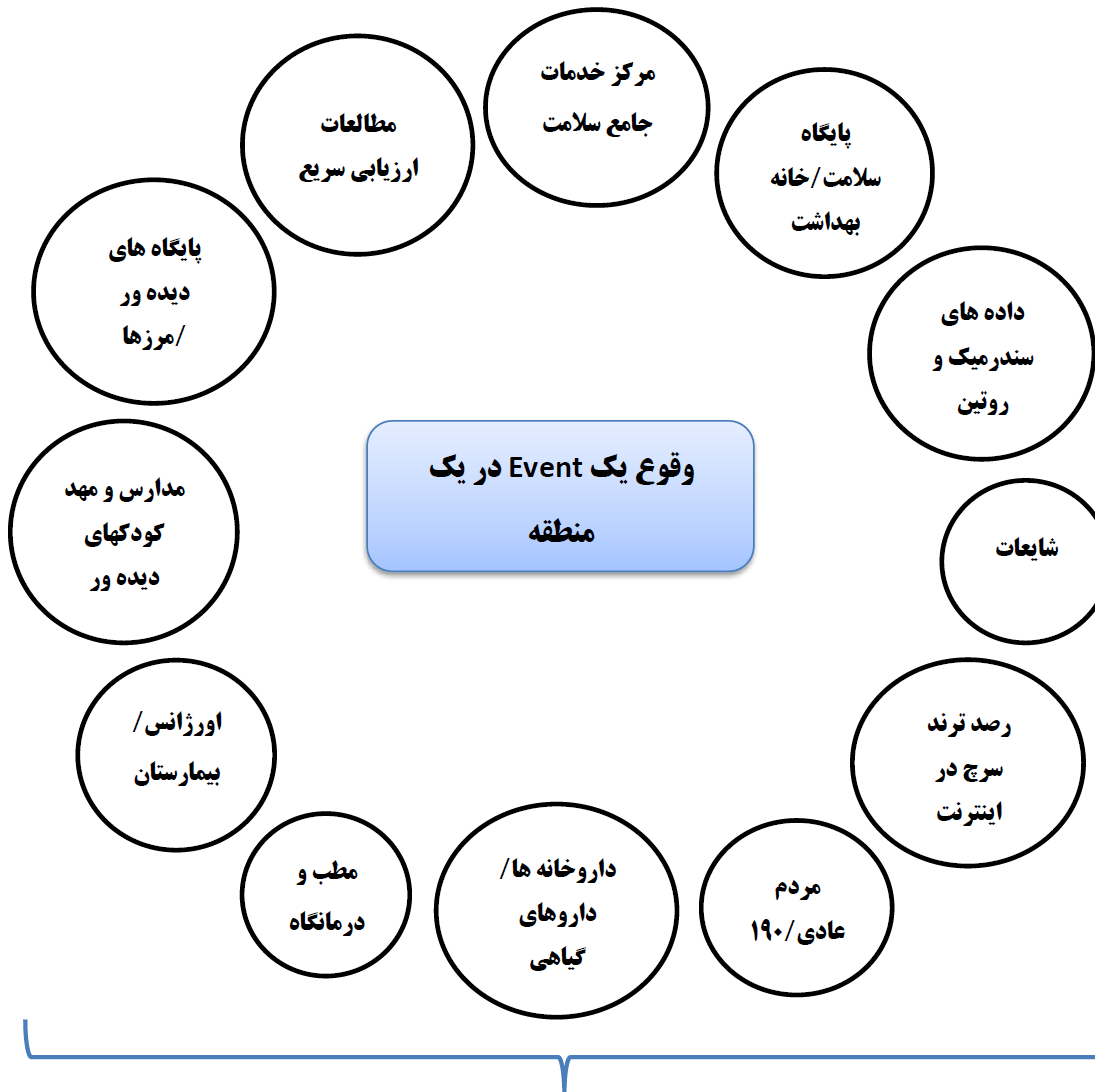 مرکز خدمات
جامع سلامت
پایگاه
سلامت/خانه
بهداشت
داده های
سندرمیک و
روتین
شایعات
رصد ترند
سرچ در
اینترنت
مردم
عادی/۱۹۰
داروخانه ها/
داروهای
گیاهی
مطب و
درمانگاه
اورژانس/
بیمارستان
مدارس و مهد
کودکهای
دیده ور
پایگاه های
دیده ور
/مرزها
مطالعات
ارزیابی سریع
وقوع یک Event در یک
منطقه